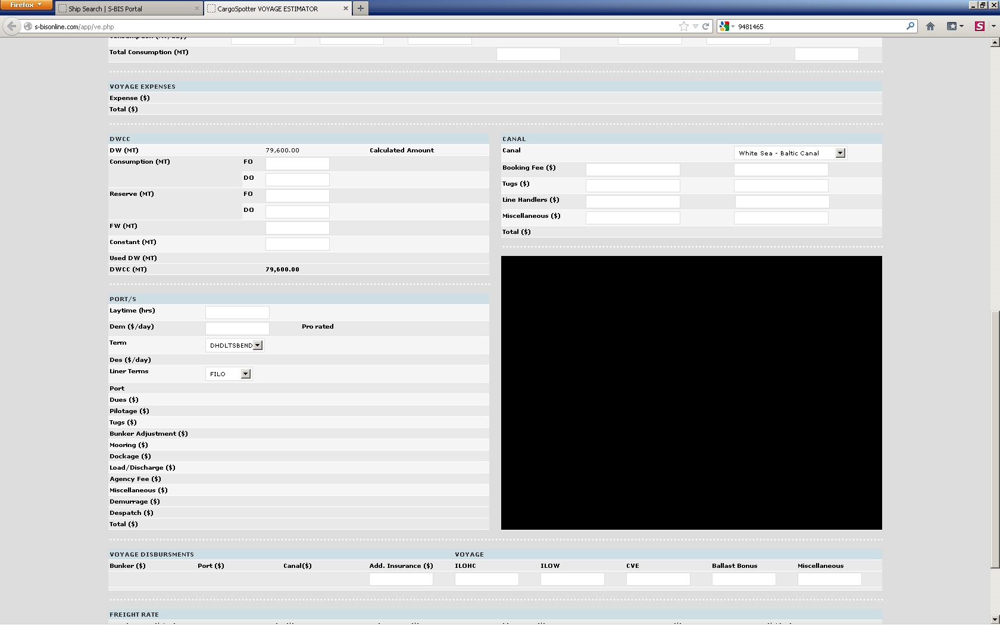 Firefox
Ship Search | S-BIS Portal
CargoSpotter VOYAGE ESTIMATOR
s-bisonline.com/app/ve.php
9481465
Total Consumption (MT)
VOYAGE EXPENSES
Expense ($)
Total ($)
DWCC
DW (MT) 79,600.00 Calculated Amount
Consumption (MT) FO
DO
Reserve (MT) FO
DO
FW (MT)
Constant (MT)
Used DW (MT)
DWCC (MT) 79,600.00
CANAL
Canal White Sea - Baltic Canal
Booking Fee ($)
Tugs ($)
Line Handlers ($)
Miscellaneous ($)
Total ($)
PORT/S
Laytime (hrs)
Dem ($/day) Pro rated
Term DHDLTSBEND
Des ($/day)
Liner Terms FILO
Port
Dues ($)
Pilotage ($)
Tugs ($)
Bunker Adjustment ($)
Mooring ($)
Dockage ($)
Load/Discharge ($)
Agency Fee ($)
Miscellaneous ($)
Demurrage ($)
Despatch ($)
Total ($)
VOYAGE DISBURSMENTS VOYAGE
Bunker ($) Port ($) Canal($) Add. Insurance ($) ILOHC ILOW CVE Ballast Bonus Miscellaneous
FREIGHT RATE